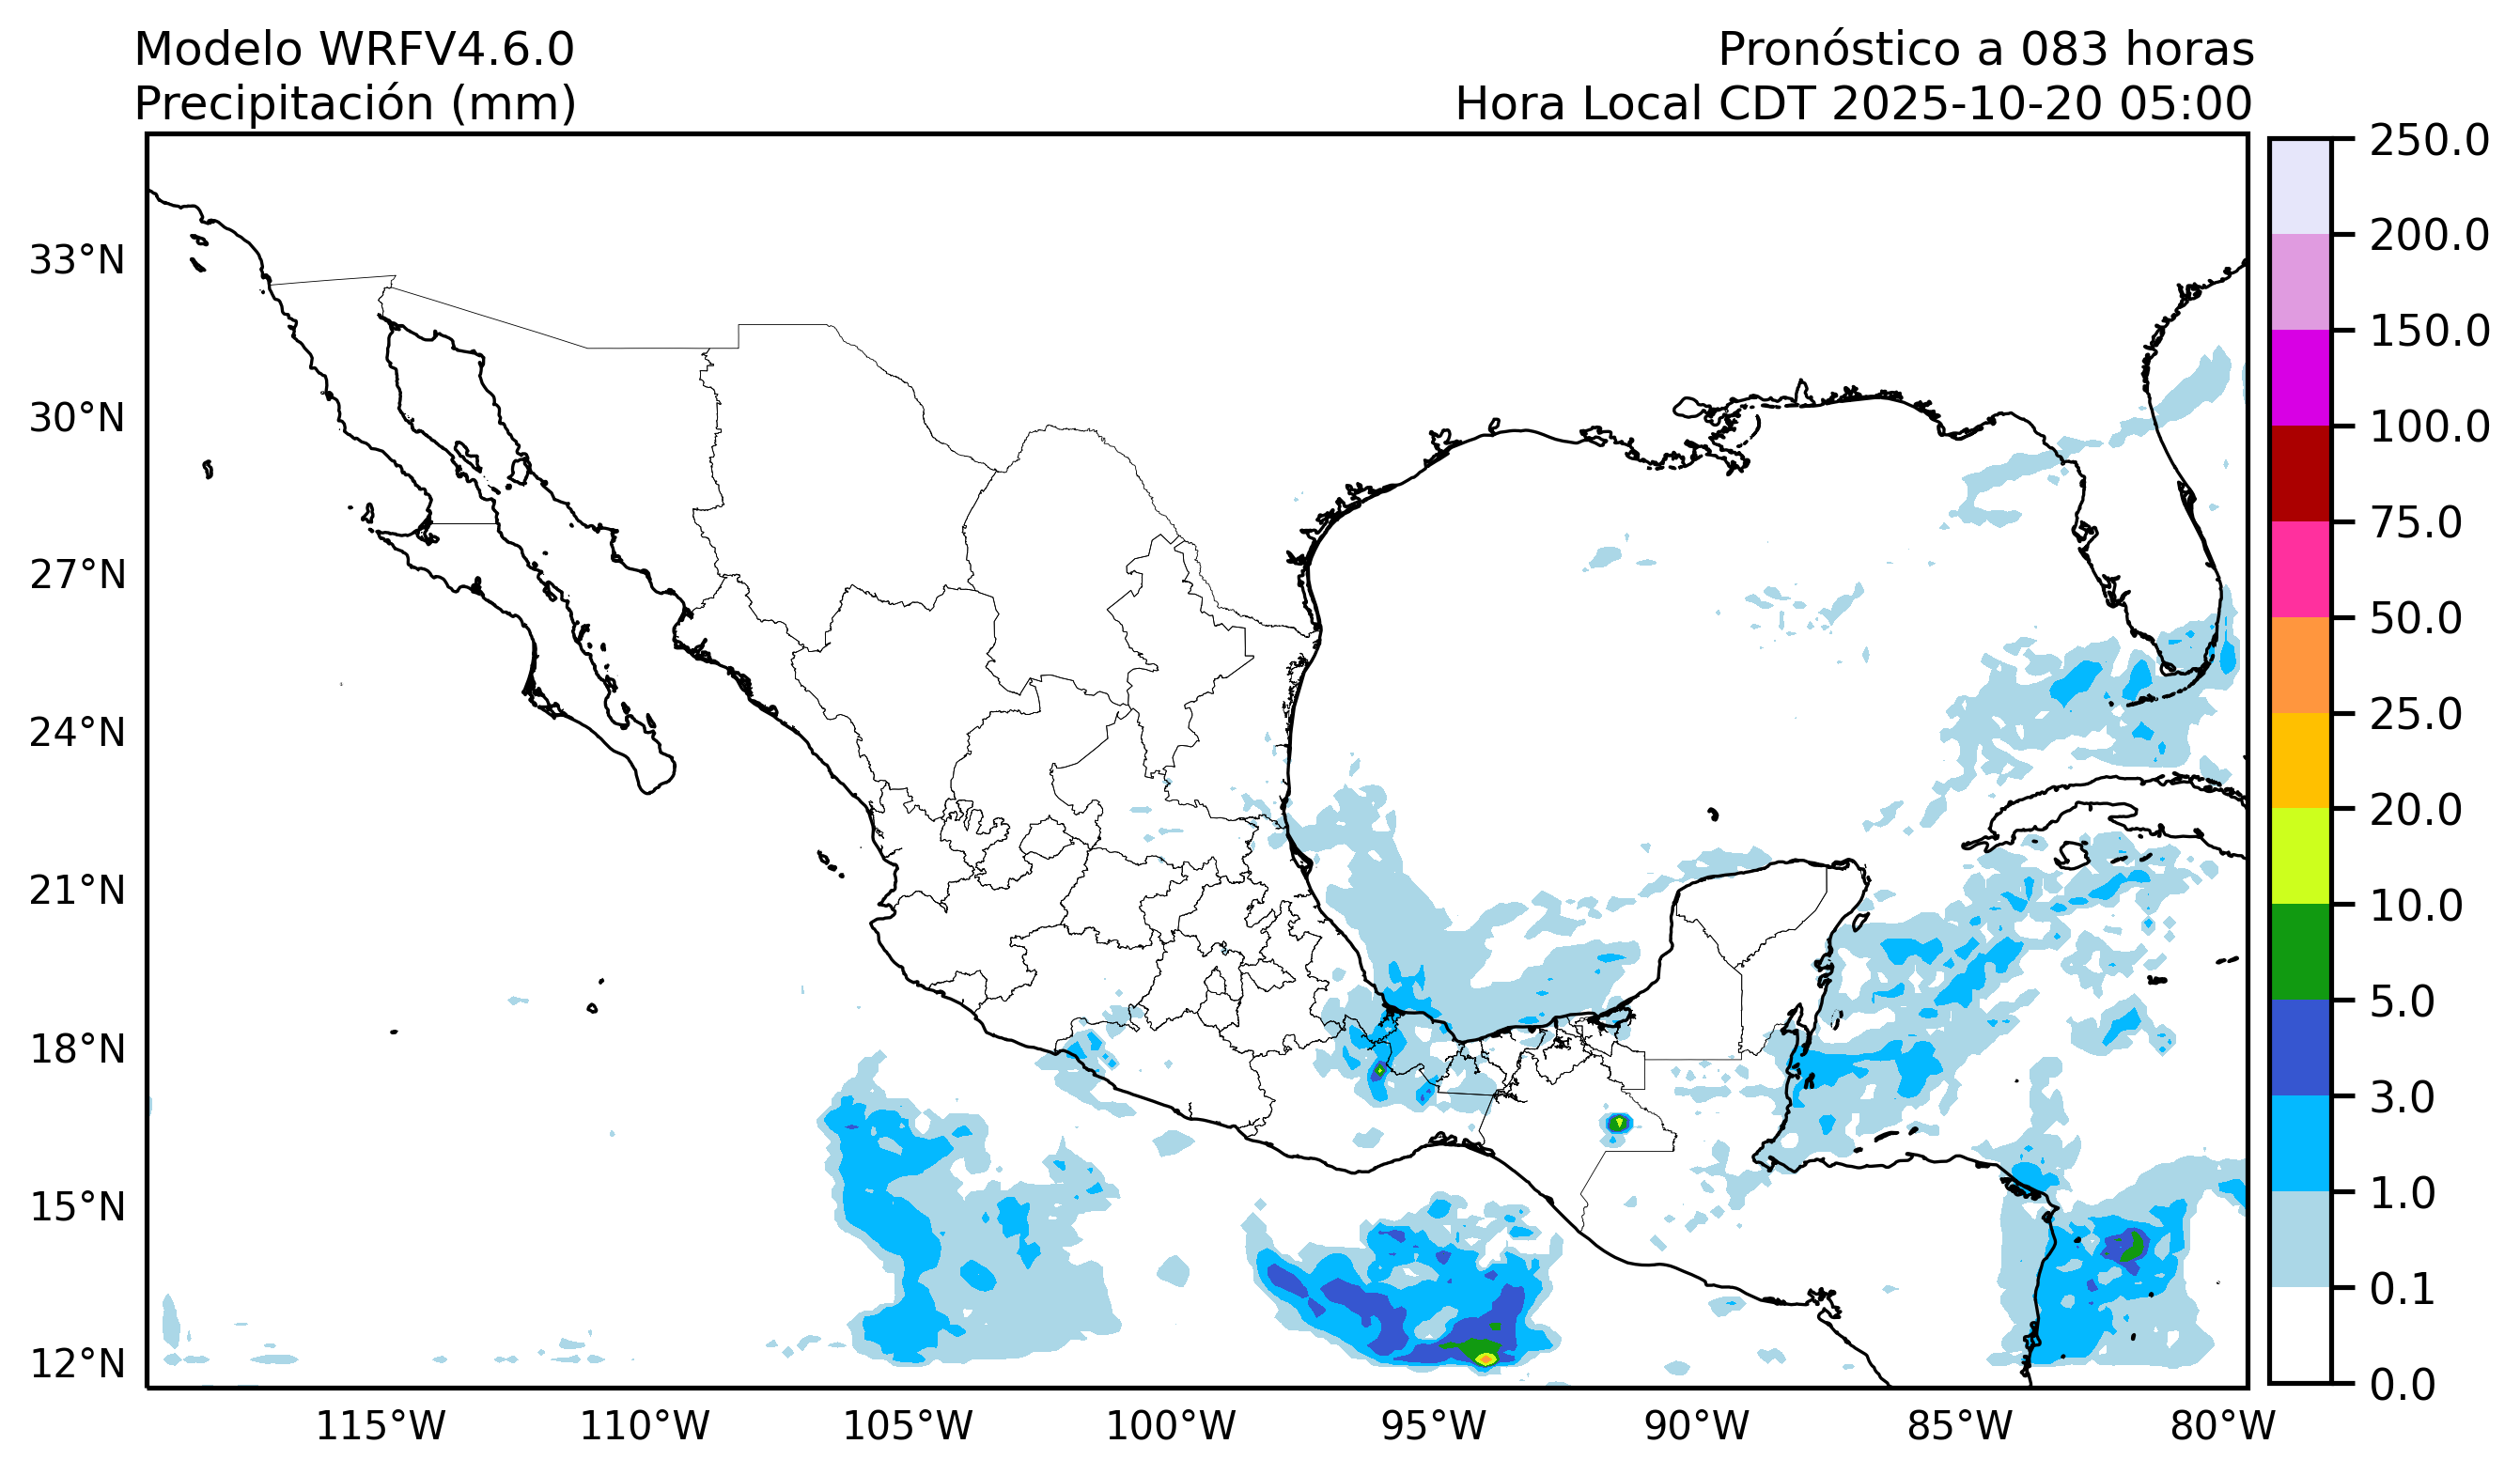 Modelo WRFV4.6.0
Precipitación (mm)
Pronóstico a 083 horas
Hora Local CDT 2025-10-20 05:00
33°N
30°N
27°N
24°N
21°N
18°N
15°N
12°N
115°W
110°W
105°W
100°W
95°W
90°W
85°W
80°W
250.0
200.0
150.0
100.0
75.0
50.0
25.0
20.0
10.0
5.0
3.0
1.0
0.1
0.0